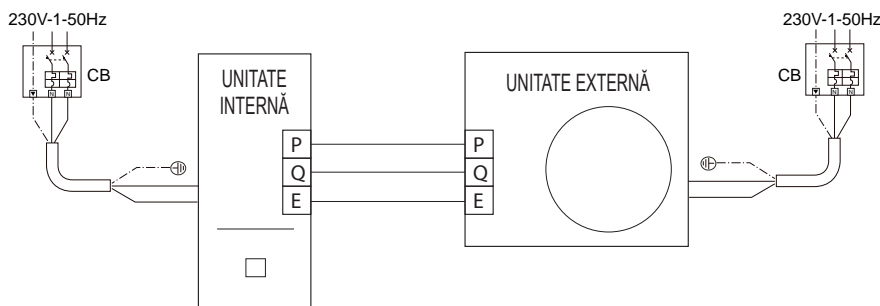 230V-1-50Hz
CB
UNITATE
INTERNĂ
P
Q
E
P
Q
E
UNITATE EXTERNĂ
230V-1-50Hz
CB